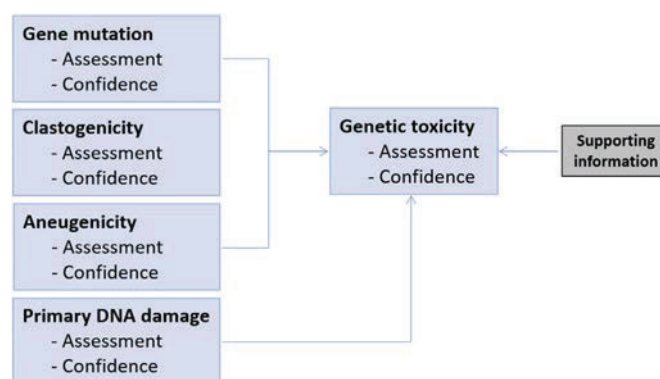 Gene mutation
- Assessment
- Confidence
Clastogenicity
- Assessment
- Confidence
Aneugenicity
- Assessment
- Confidence
Primary DNA damage
- Assessment
- Confidence
Genetic toxicity
- Assessment
- Confidence
Supporting
information